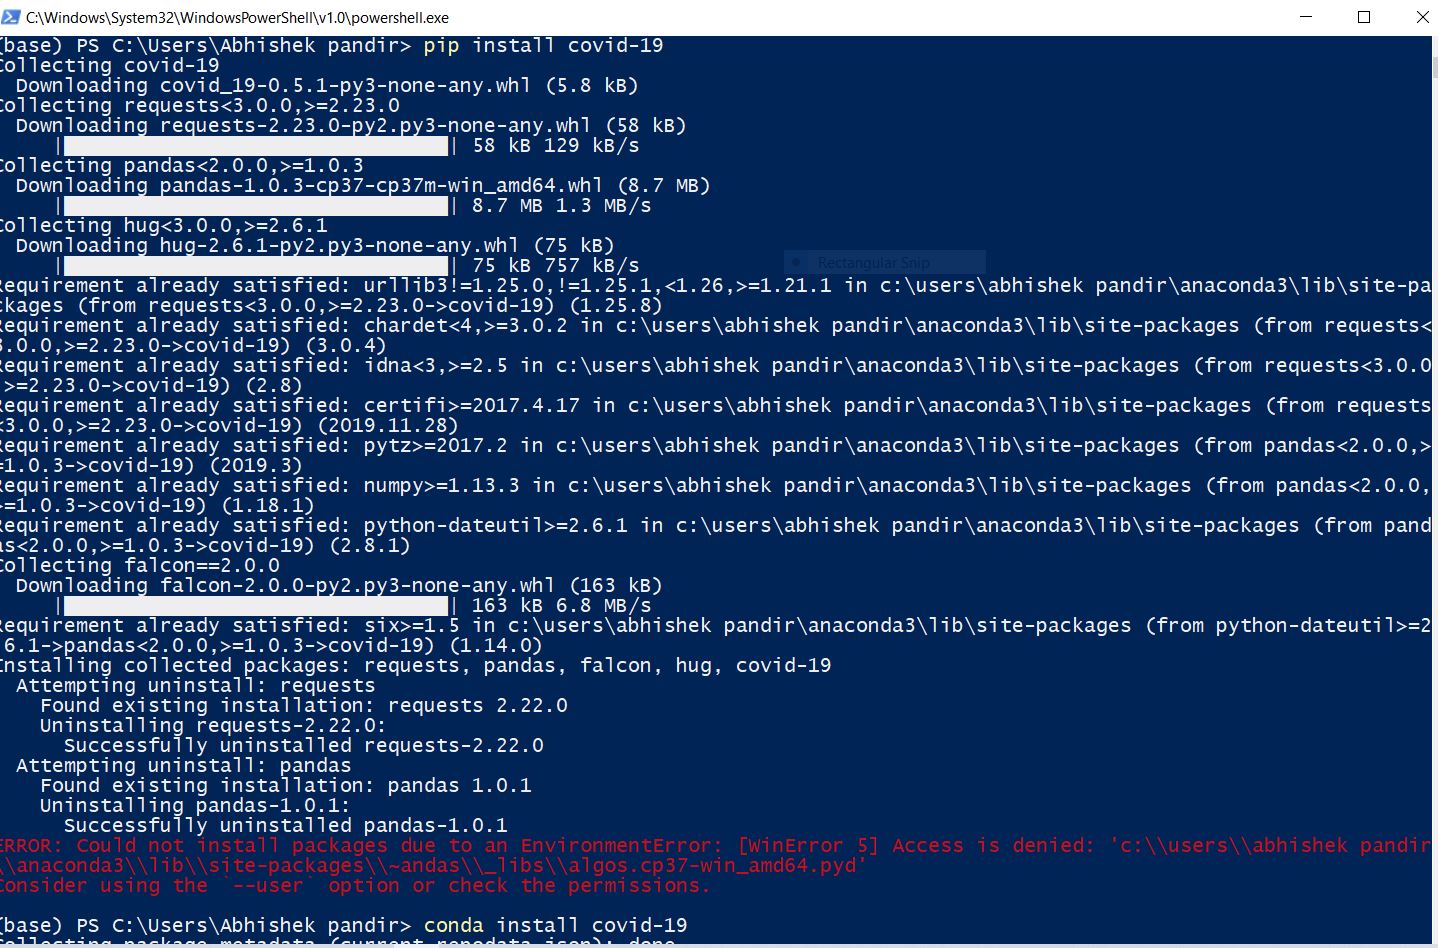 C:\Windows\System32\WindowsPowerShell\v1.0\powershell.exe
(base) PS C:\Users\Abhishek pandir> pip install covid-19
Collecting covid-19
Downloading covid_19-0.5.1-py3-none-any.whl (5.8 kB)
Collecting requests<3.0.0,>=2.23.0
Downloading requests-2.23.0-py2.py3-none-any.whl (58 kB)
| | 58 kB 129 kB/s
Collecting pandas<2.0.0,>=1.0.3
Downloading pandas-1.0.3-cp37-cp37m-win_amd64.whl (8.7 MB)
| | 8.7 MB 1.3 MB/s
Collecting hug<3.0.0,>=2.6.1
Downloading hug-2.6.1-py2.py3-none-any.whl (75 kB)
| | 75 kB 757 kB/s
Rectangular Snip
Requirement already satisfied: urllib3!=1.25.0,!=1.25.1,<1.26,>=1.21.1 in c:\users\abhishek pandir\anaconda3\lib\site-pa
ckages (from requests<3.0.0,>=2.23.0->covid-19) (1.25.8)
Requirement already satisfied: chardet<4,>=3.0.2 in c:\users\abhishek pandir\anaconda3\lib\site-packages (from requests<
3.0.0,>=2.23.0->covid-19) (3.0.4)
Requirement already satisfied: idna<3,>=2.5 in c:\users\abhishek pandir\anaconda3\lib\site-packages (from requests<3.0.0
,>=2.23.0->covid-19) (2.8)
Requirement already satisfied: certifi>=2017.4.17 in c:\users\abhishek pandir\anaconda3\lib\site-packages (from requests
<3.0.0,>=2.23.0->covid-19) (2019.11.28)
Requirement already satisfied: pytz>=2017.2 in c:\users\abhishek pandir\anaconda3\lib\site-packages (from pandas<2.0.0,>
=1.0.3->covid-19) (2019.3)
Requirement already satisfied: numpy>=1.13.3 in c:\users\abhishek pandir\anaconda3\lib\site-packages (from pandas<2.0.0,
>=1.0.3->covid-19) (1.18.1)
Requirement already satisfied: python-dateutil>=2.6.1 in c:\users\abhishek pandir\anaconda3\lib\site-packages (from pand
as<2.0.0,>=1.0.3->covid-19) (2.8.1)
Collecting falcon==2.0.0
Downloading falcon-2.0.0-py2.py3-none-any.whl (163 kB)
| | 163 kB 6.8 MB/s
Requirement already satisfied: six>=1.5 in c:\users\abhishek pandir\anaconda3\lib\site-packages (from python-dateutil>=2
.6.1->pandas<2.0.0,>=1.0.3->covid-19) (1.14.0)
Installing collected packages: requests, pandas, falcon, hug, covid-19
Attempting uninstall: requests
Found existing installation: requests 2.22.0
Uninstalling requests-2.22.0:
Successfully uninstalled requests-2.22.0
Attempting uninstall: pandas
Found existing installation: pandas 1.0.1
Uninstalling pandas-1.0.1:
Successfully uninstalled pandas-1.0.1
ERROR: Could not install packages due to an EnvironmentError: [WinError 5] Access is denied: 'c:\\users\\abhishek pandir
\\anaconda3\\lib\\site-packages\\~andas\\_libs\\algos.cp37-win_amd64.pyd'
Consider using the `--user` option or check the permissions.
(base) PS C:\Users\Abhishek pandir> conda install covid-19
Collecting package metadata (current_repodata.json): done